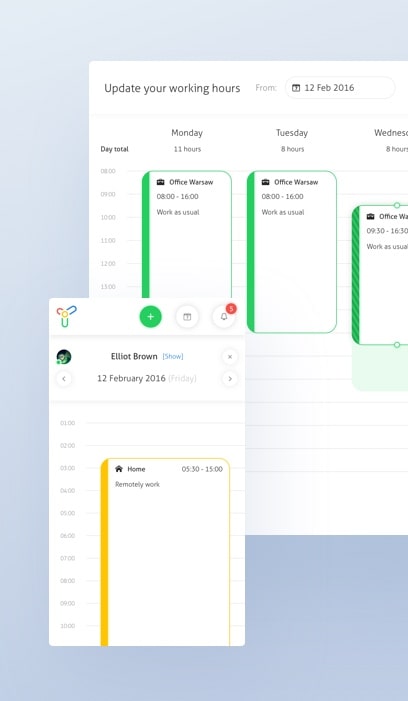 Update your working hours From: 12 Feb 2016
Monday Tuesday Wednes
Day total 11 hours 8 hours 8 hours
08:00
09:00
10:00
11:00
12:00
13:00
Office Warsaw
08:00 - 16:00
Work as usual
Office Warsaw
08:00 - 16:00
Work as usual
Office Wa
09:30 - 16:30
Work as usual
5
Elliot Brown [Show]
12 February 2016 (Friday)
01:00
02:00
03:00
04:00
05:00
06:00
07:00
08:00
09:00
10:00
Home 05:30 - 15:00
Remotely work